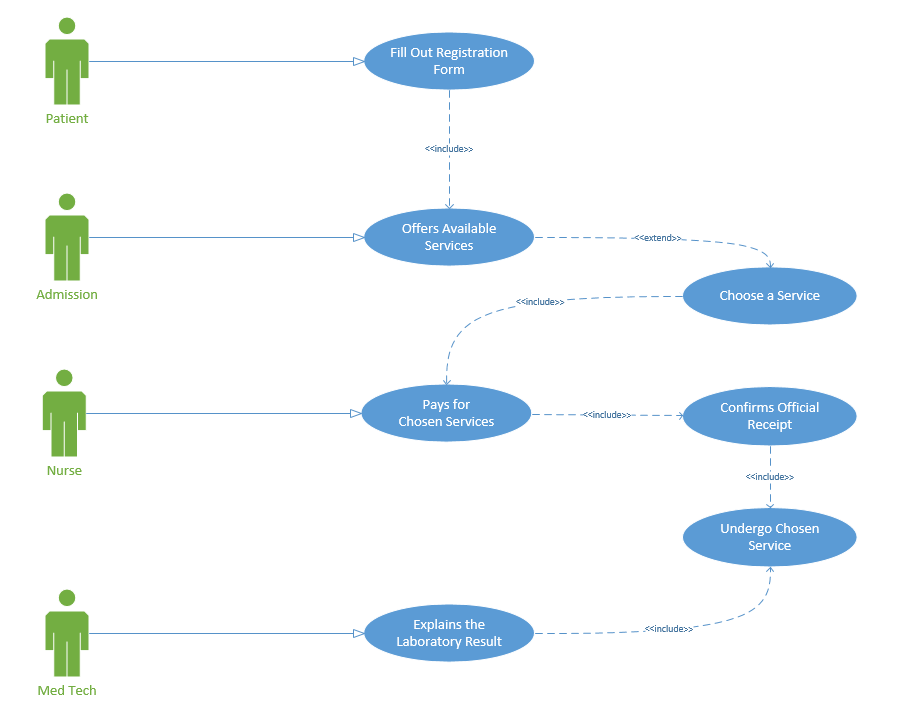 Patient
Fill Out Registration
Form
<<include>>
Admission
Offers Available
Services
<<extend>>
Choose a Service
<<include>>
Nurse
Pays for
Chosen Services
<<include>>
Confirms Official
Receipt
<<include>>
Undergo Chosen
Service
Med Tech
Explains the
Laboratory Result
<<include>>